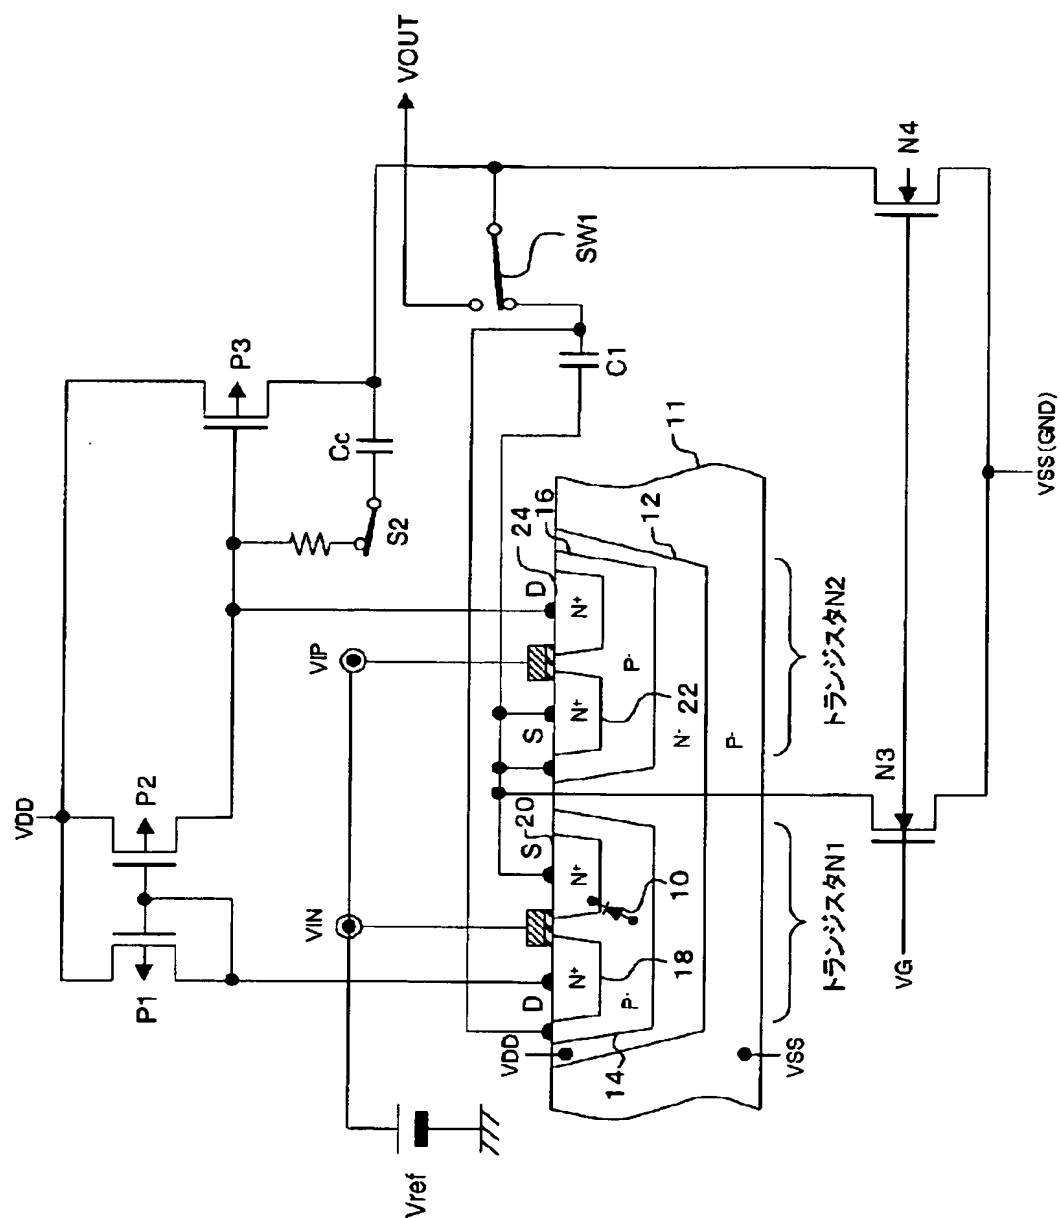 VDD
P1
P2
P3
VOUT
Cc
S2
SW1
C1
N4
Vref
VIN
VIP
VDD
D
S
20
S
D
24
16
12
11
N+
N+
N+
N+
18
10
22
P-
P-
N-
P-
14
VSS
トランジスタN1
トランジスタN2
N3
VG
VSS(GND)